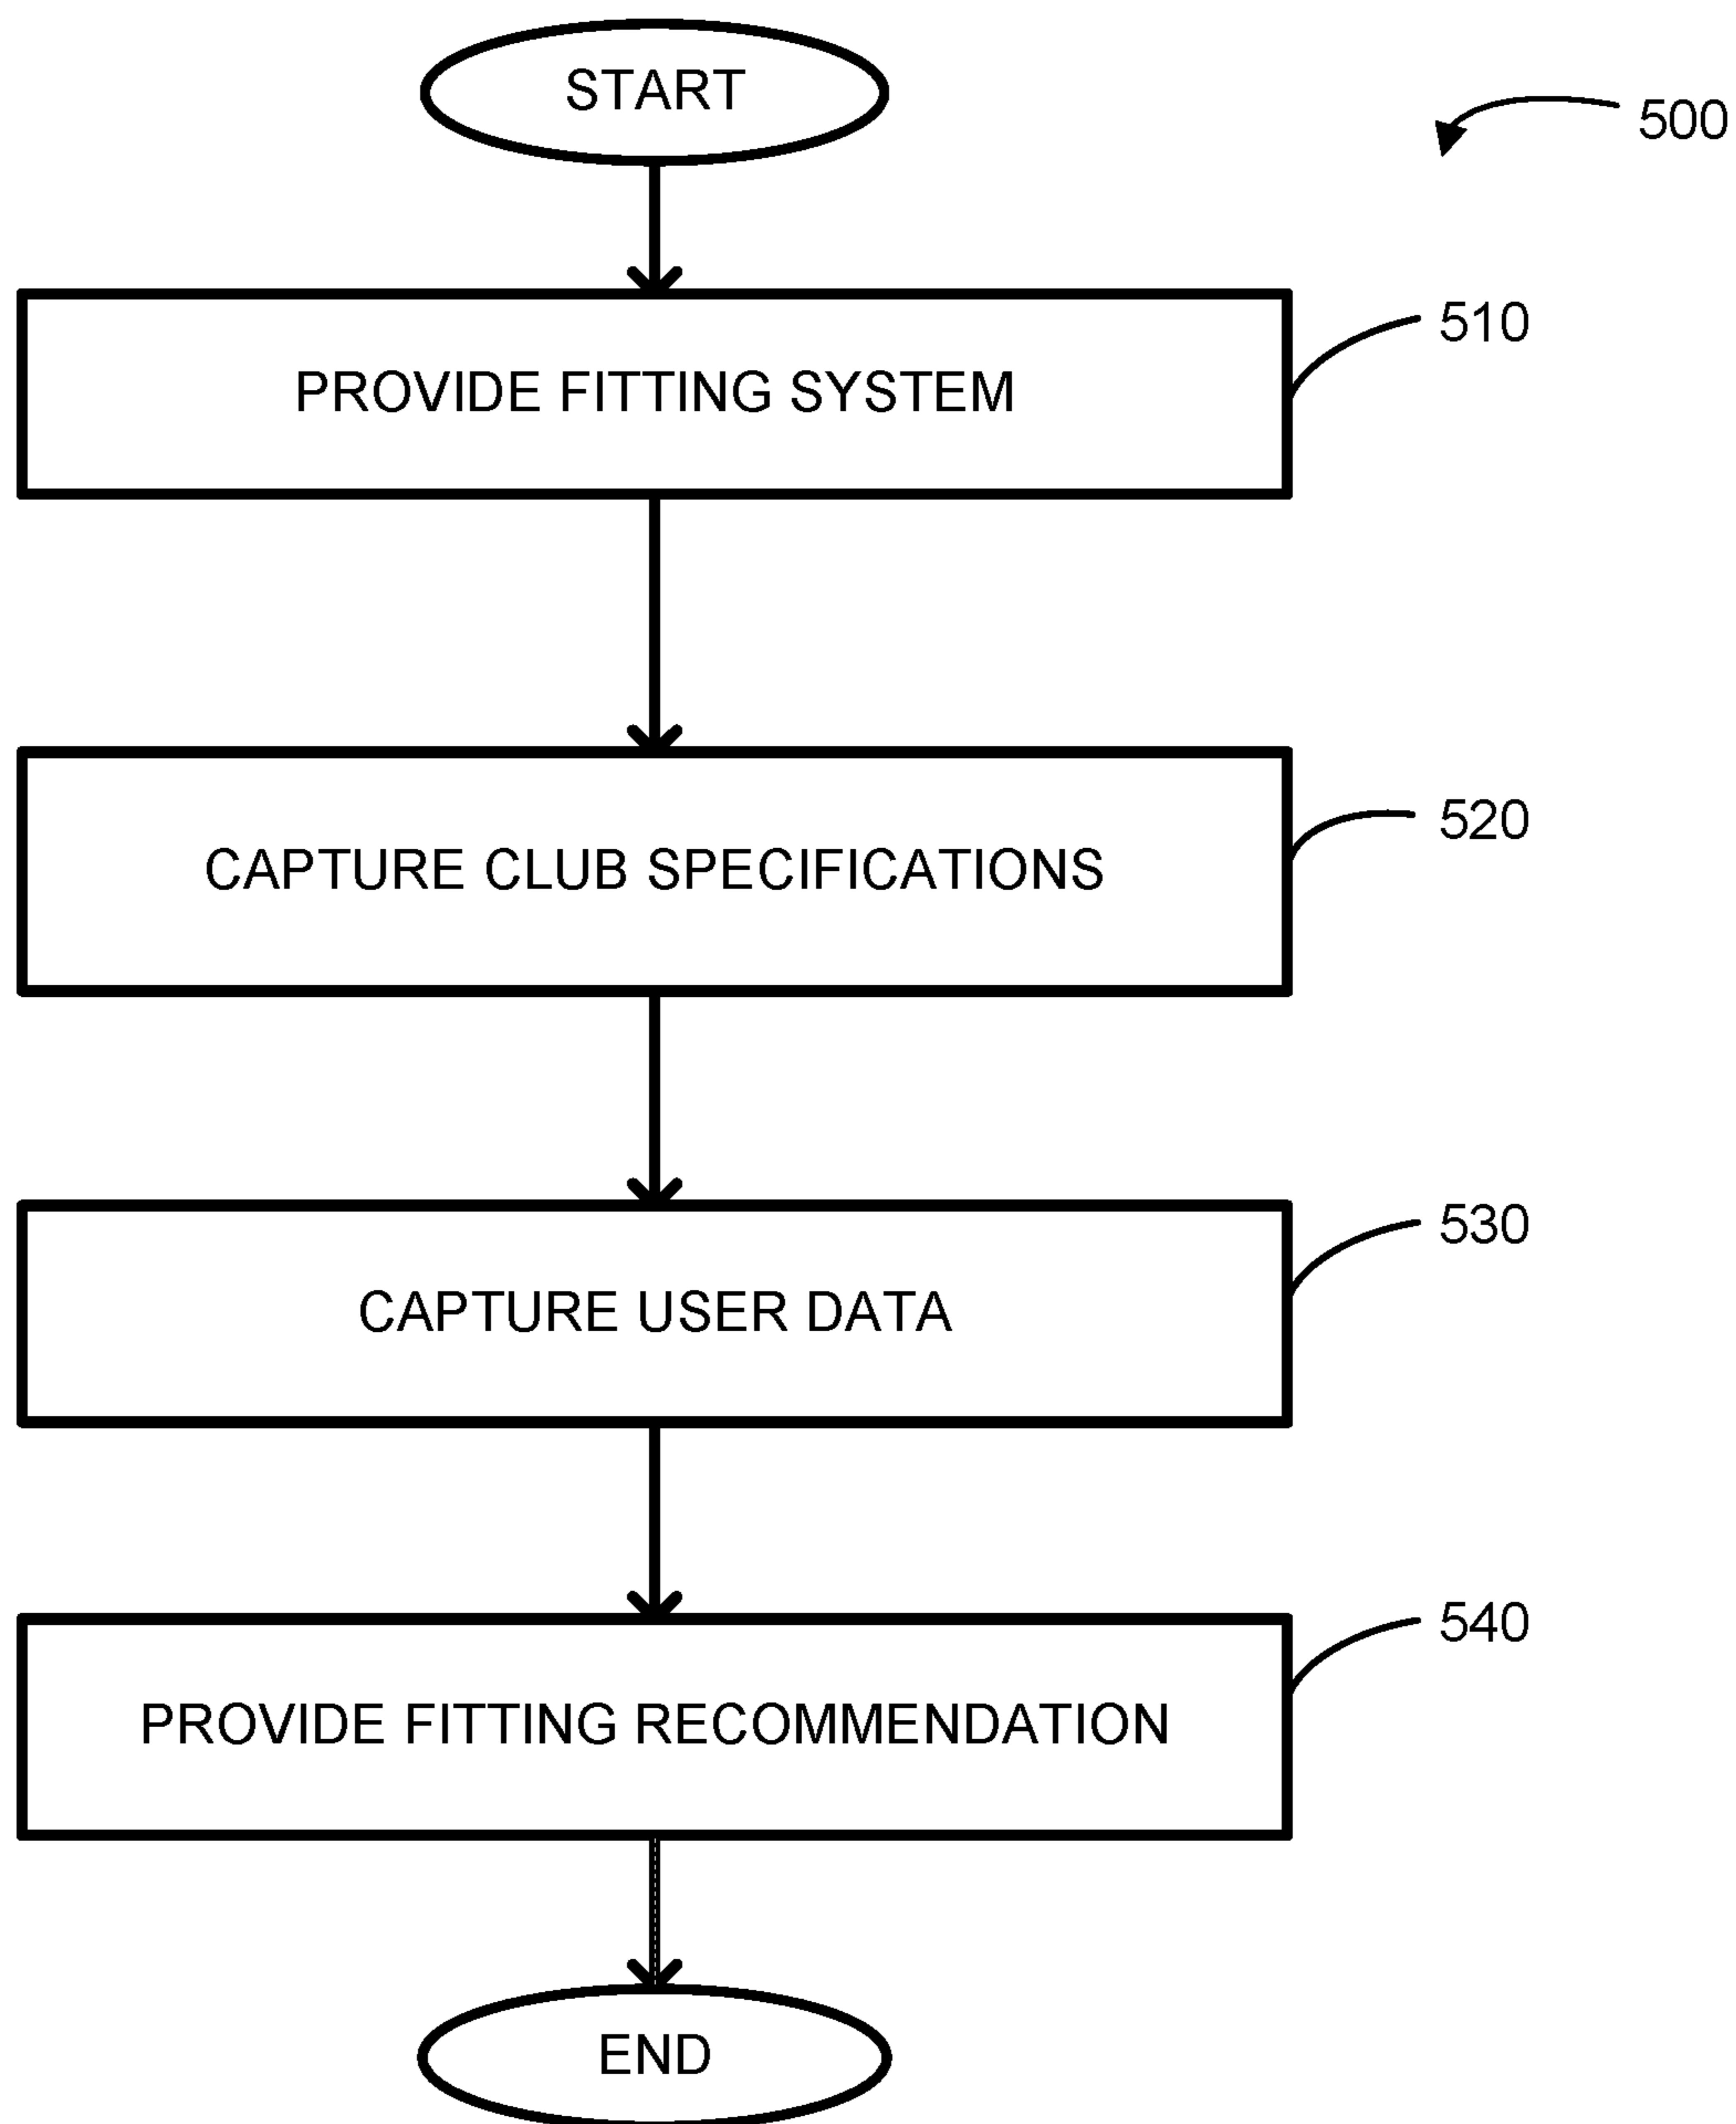 START
500
PROVIDE FITTING SYSTEM
510
CAPTURE CLUB SPECIFICATIONS
520
CAPTURE USER DATA
530
PROVIDE FITTING RECOMMENDATION
540
END